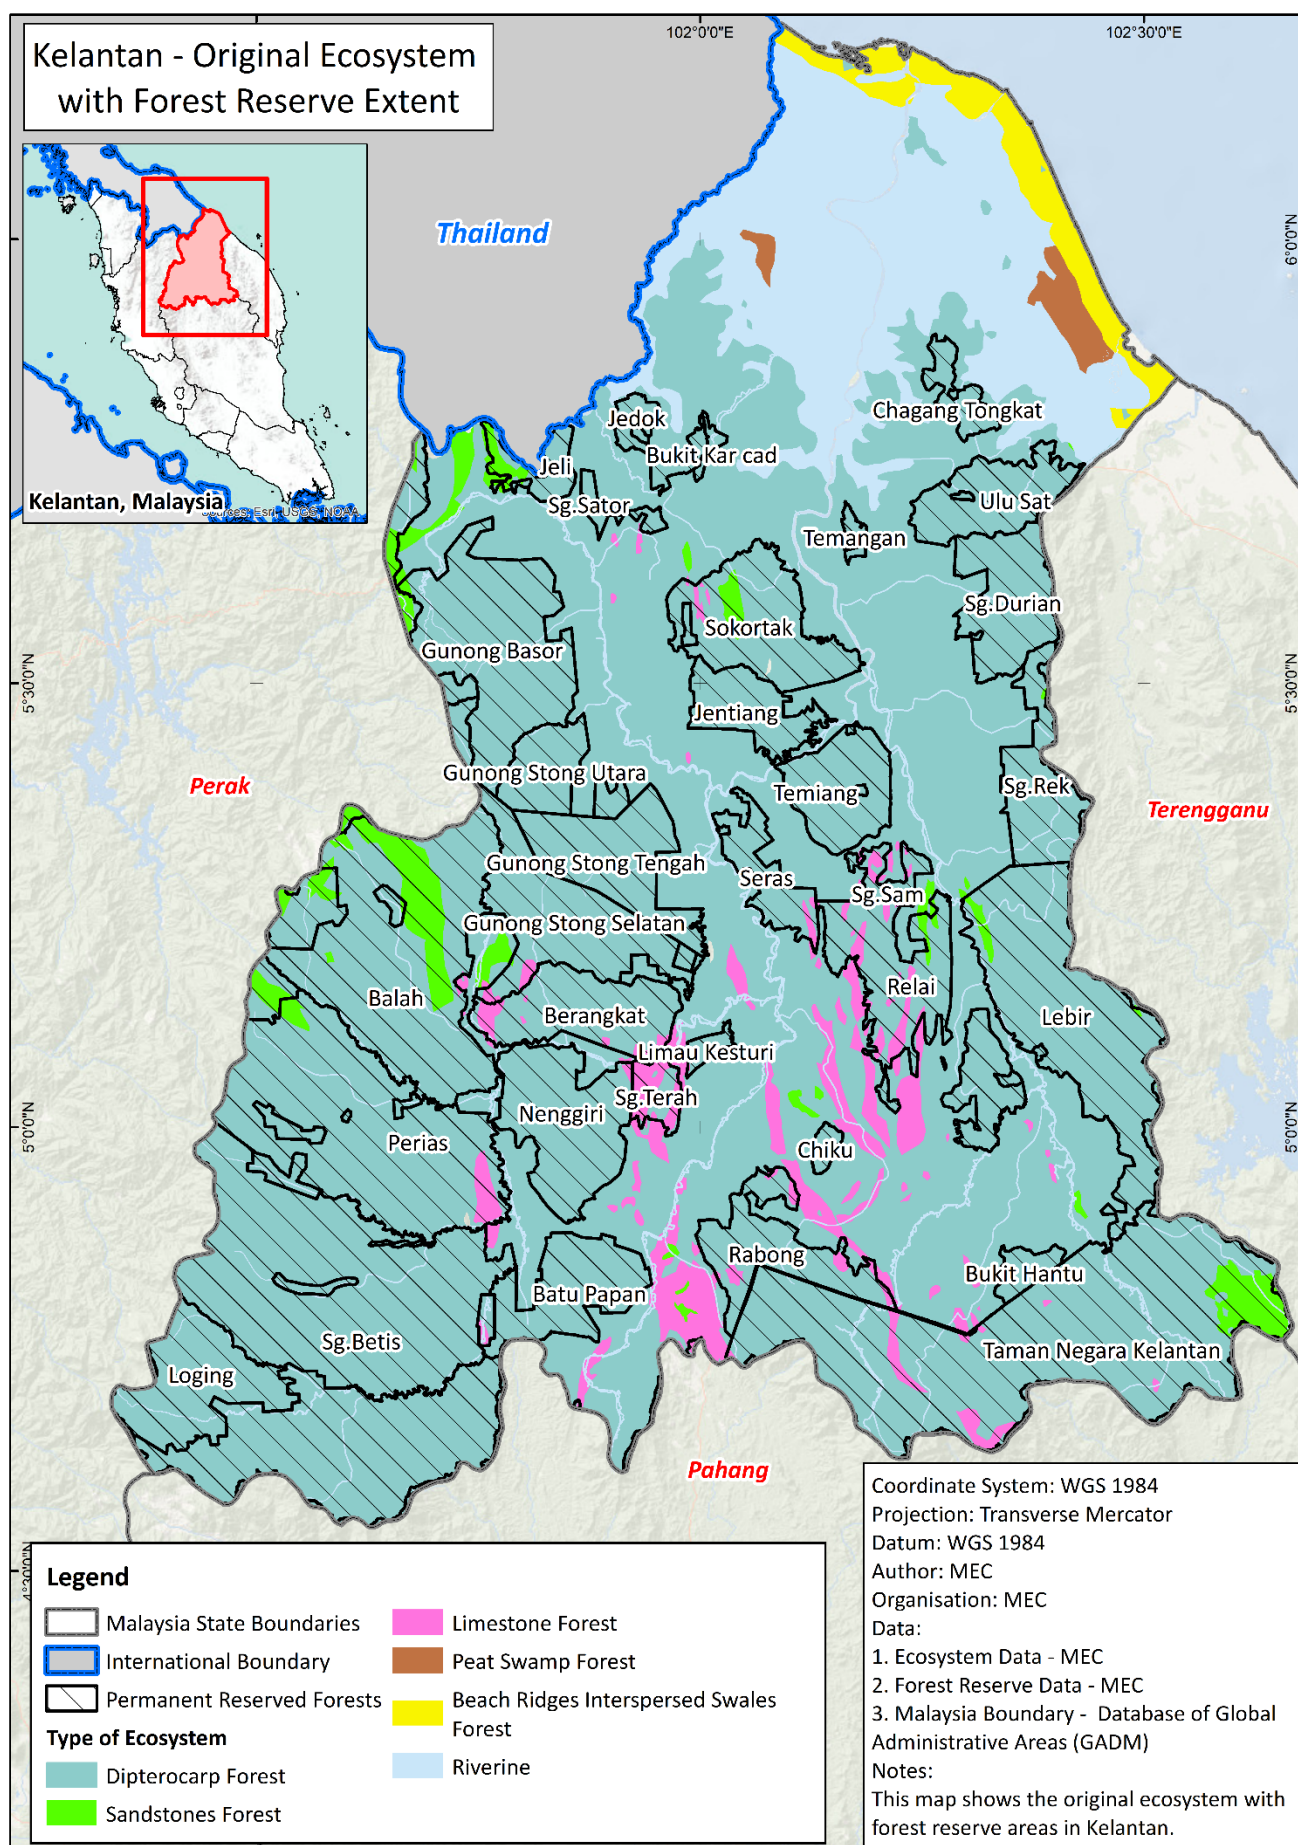 Kelantan - Original Ecosystem
with Forest Reserve Extent
102°0'0"E
102°30'0"E
Thailand
6°0'0"N
Kelantan, Malaysia
Sources: Esri, USGS, NOAA
Jedok
Chagang Tongkat
Bukit Kar cad
Jeli
Ulu Sat
Sg.Sator
Temangan
Sg.Durian
Sokortak
Gunong Basor
5°30'0"N
5°30'0"N
Jentiang
Gunong Stong Utara
Perak
Temiang
Sg.Rek
Terengganu
Gunong Stong Tengah
Seras
Sg.Sam
Gunong Stong Selatan
Relai
Balah
Berangkat
Lebir
Limau Kesturi
Sg.Terah
Nenggiri
5°0'0"N
5°0'0"N
Perias
Chiku
Rabong
Bukit Hantu
Batu Papan
Sg.Betis
Taman Negara Kelantan
Loging
Pahang
4°30'0"N
Legend
Malaysia State Boundaries
International Boundary
Permanent Reserved Forests
Type of Ecosystem
Dipterocarp Forest
Sandstones Forest
Limestone Forest
Peat Swamp Forest
Beach Ridges Interspersed Swales
Forest
Riverine
Coordinate System: WGS 1984
Projection: Transverse Mercator
Datum: WGS 1984
Author: MEC
Organisation: MEC
Data:
1. Ecosystem Data - MEC
2. Forest Reserve Data - MEC
3. Malaysia Boundary - Database of Global
Administrative Areas (GADM)
Notes:
This map shows the original ecosystem with
forest reserve areas in Kelantan.